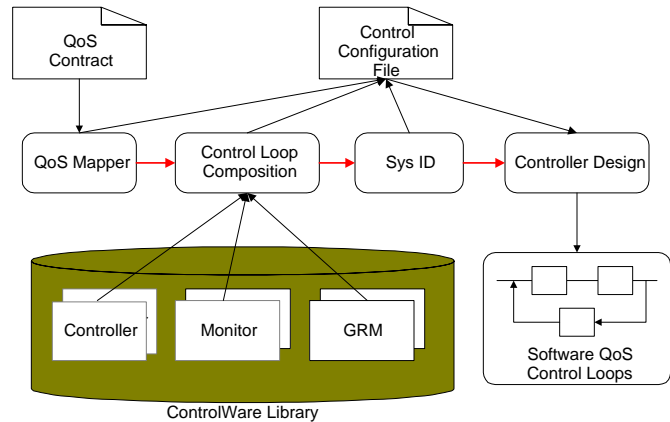 QoS
Contract
Control
Configuration
File
QoS Mapper
Control Loop
Composition
Sys ID
Controller Design
Controller
Monitor
GRM
Software QoS
Control Loops
ControlWare Library